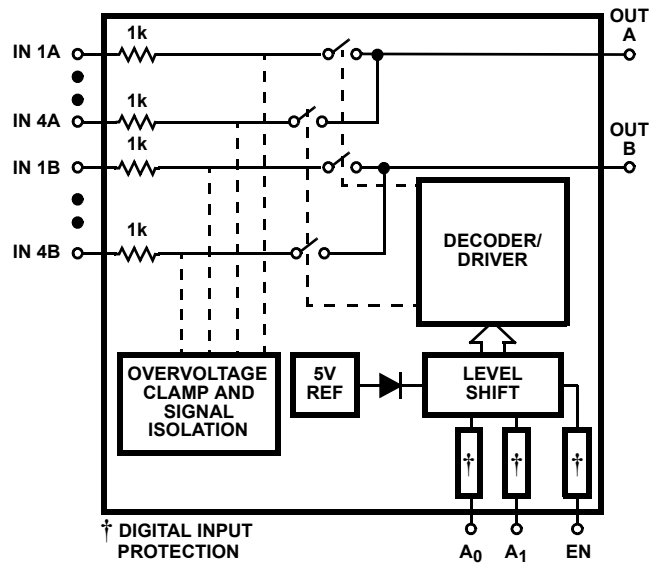 OUT
A
1k
IN 1A
1k
IN 4A
OUT
B
1k
IN 1B
1k
IN 4B
DECODER/
DRIVER
OVERVOLTAGE
CLAMP AND
SIGNAL
ISOLATION
5V
REF
LEVEL
SHIFT
† † †
† DIGITAL INPUT
PROTECTION
A0 A1 EN